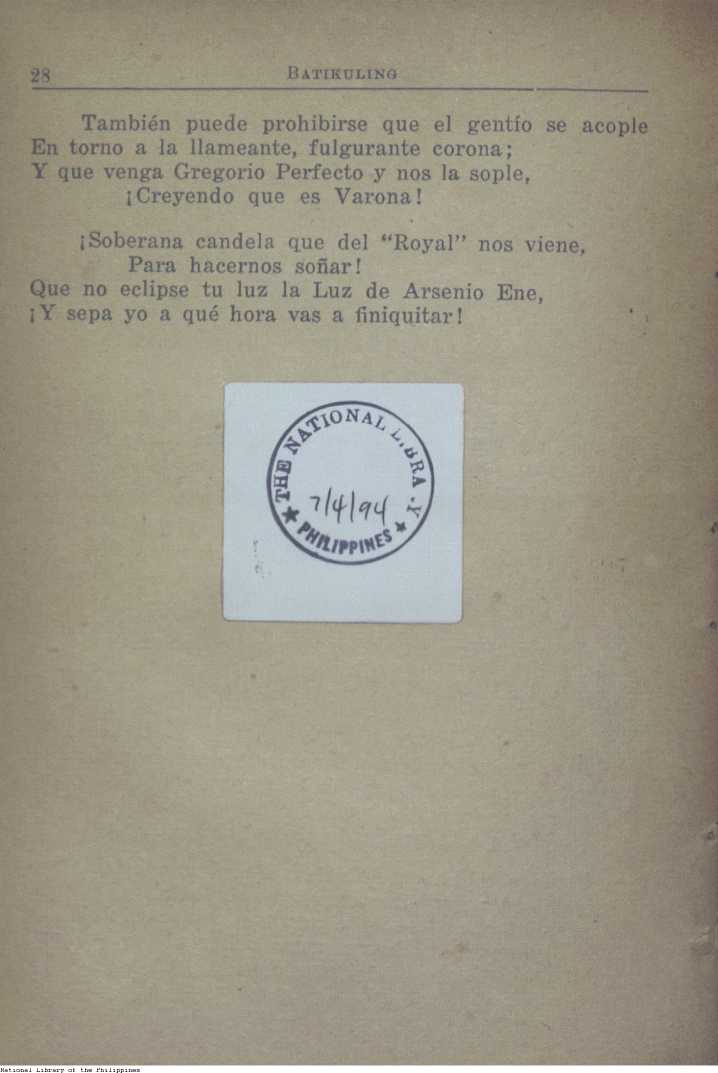 28 BATIKULING
También puede prohibirse que el gentío se acople
En torno a la llameante, fulgurante corona;
Y que venga Gregorio Perfecto y nos la sople,
¡Creyendo que es Varona!
¡Soberana candela que del “Royal” nos viene,
Para hacernos soñar!
Que no eclipse tu luz la Luz de Arsenio Ene,
¡Y sepa yo a qué hora vas a finiquitar!
THE NATIONAL LIBRA.Y
7/4/94
★ PHILIPPINES ★
National Library of the Philippines